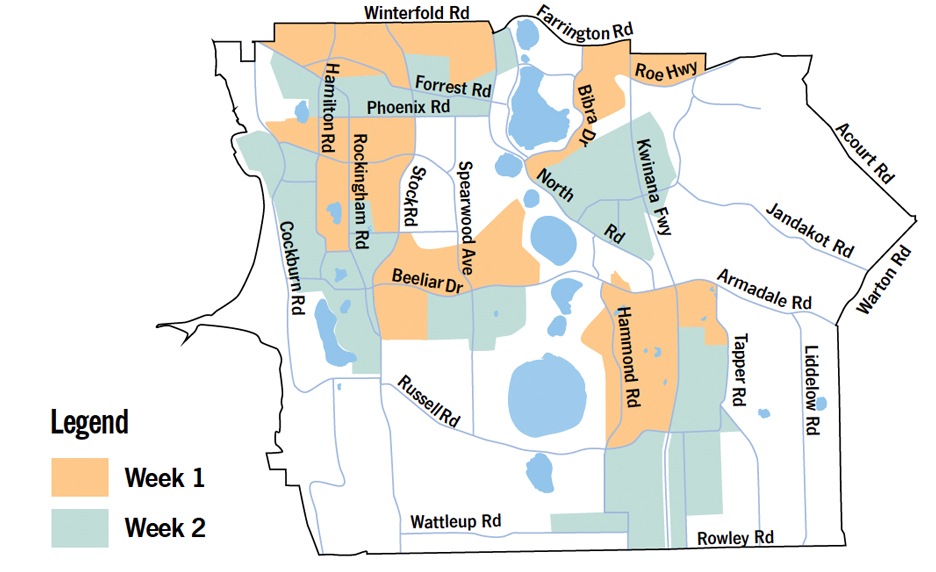 Winterfold Rd
Farrington Rd
Roe Hwy
Hamilton Rd
Forrest Rd
Phoenix Rd
Bibra Dr
Acourt Rd
Rockingham Rd
Stock Rd
Spearwood Ave
North Rd
Kwinana Fwy
Jandakot Rd
Warton Rd
Cockburn Rd
Beeliar Dr
Armadale Rd
Hammond Rd
Tapper Rd
Liddelow Rd
Russell Rd
Legend
Week 1
Week 2
Wattleup Rd
Rowley Rd